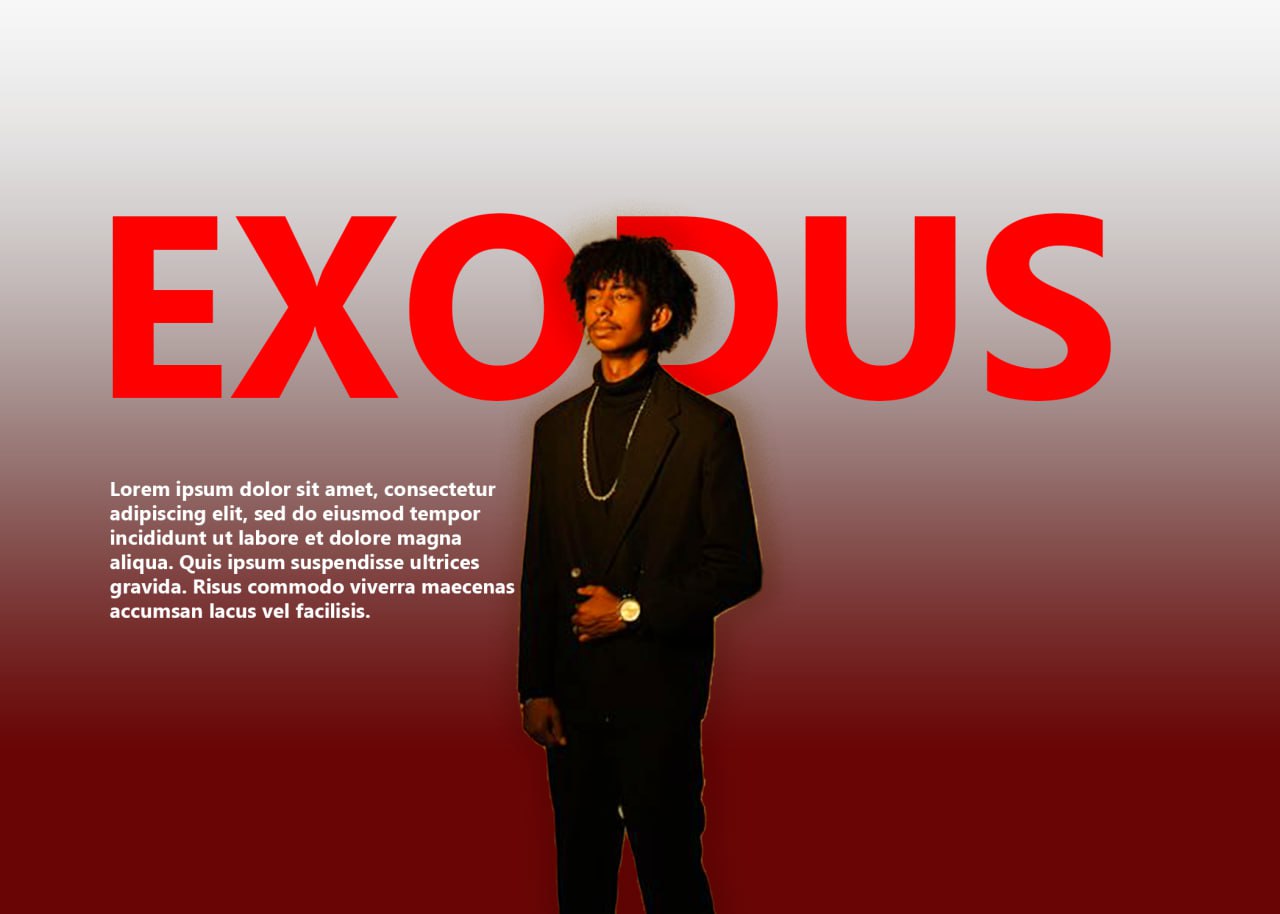 EXODUS
Lorem ipsum dolor sit amet, consectetur
adipiscing elit, sed do eiusmod tempor
incididunt ut labore et dolore magna
aliqua. Quis ipsum suspendisse ultrices
gravida. Risus commodo viverra maecenas
accumsan lacus vel facilisis.